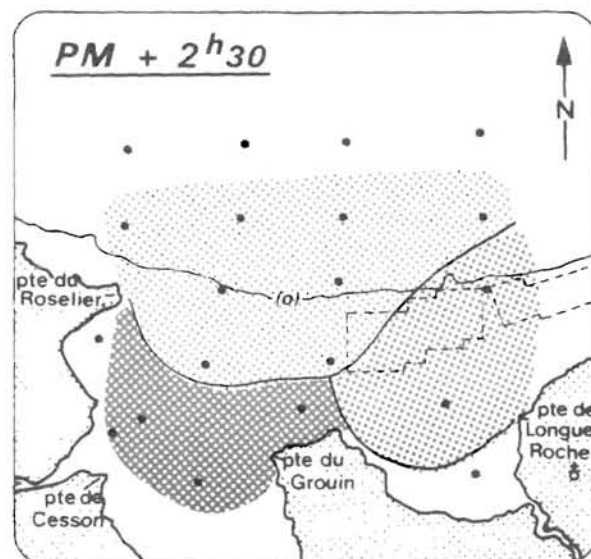 PM + 2h30
N
pte du
Roselier
(o)
pte de
Cesson
pte du
Grouin
pte de
Longue
Roche